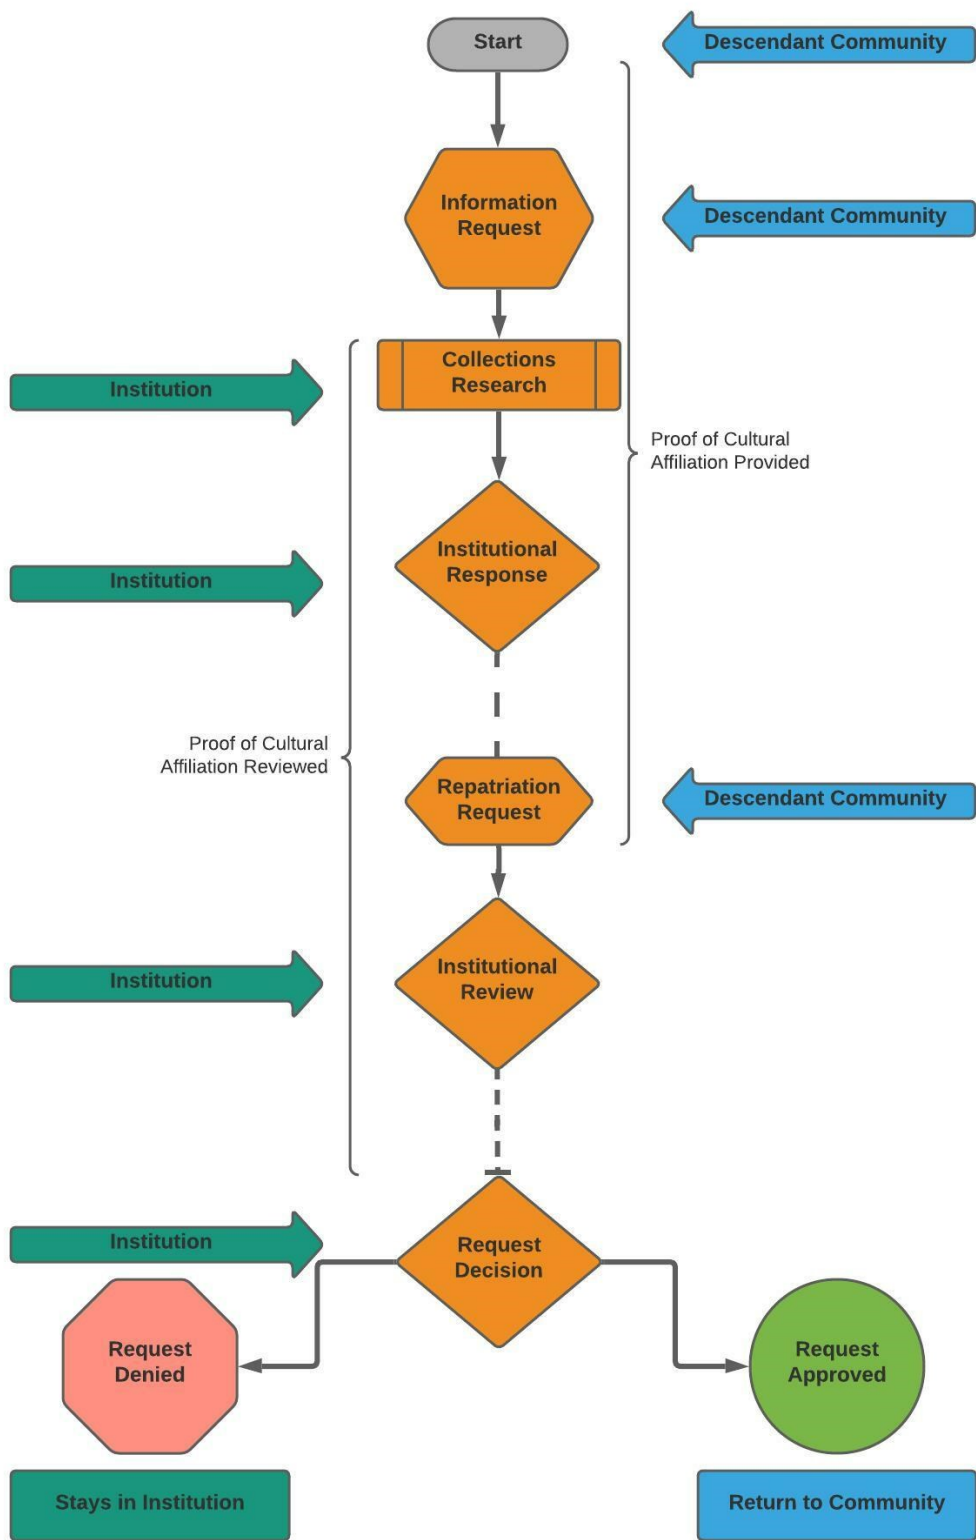 Start
Descendant Community
Information
Request
Descendant Community
Collections
Research
Institution
Proof of Cultural
Affiliation Provided
Institutional
Response
Institution
Proof of Cultural
Affiliation Reviewed
Repatriation
Request
Descendant Community
Institutional
Review
Institution
Institution
Request
Decision
Request
Denied
Request
Approved
Stays in Institution
Return to Community